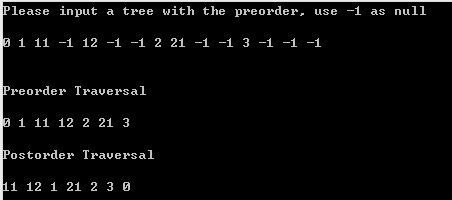 Please input a tree with the preorder, use -1 as null
0 1 11 -1 12 -1 -1 2 21 -1 -1 3 -1 -1 -1
Preorder Traversal
0 1 11 12 2 21 3
Postorder Traversal
11 12 1 21 2 3 0